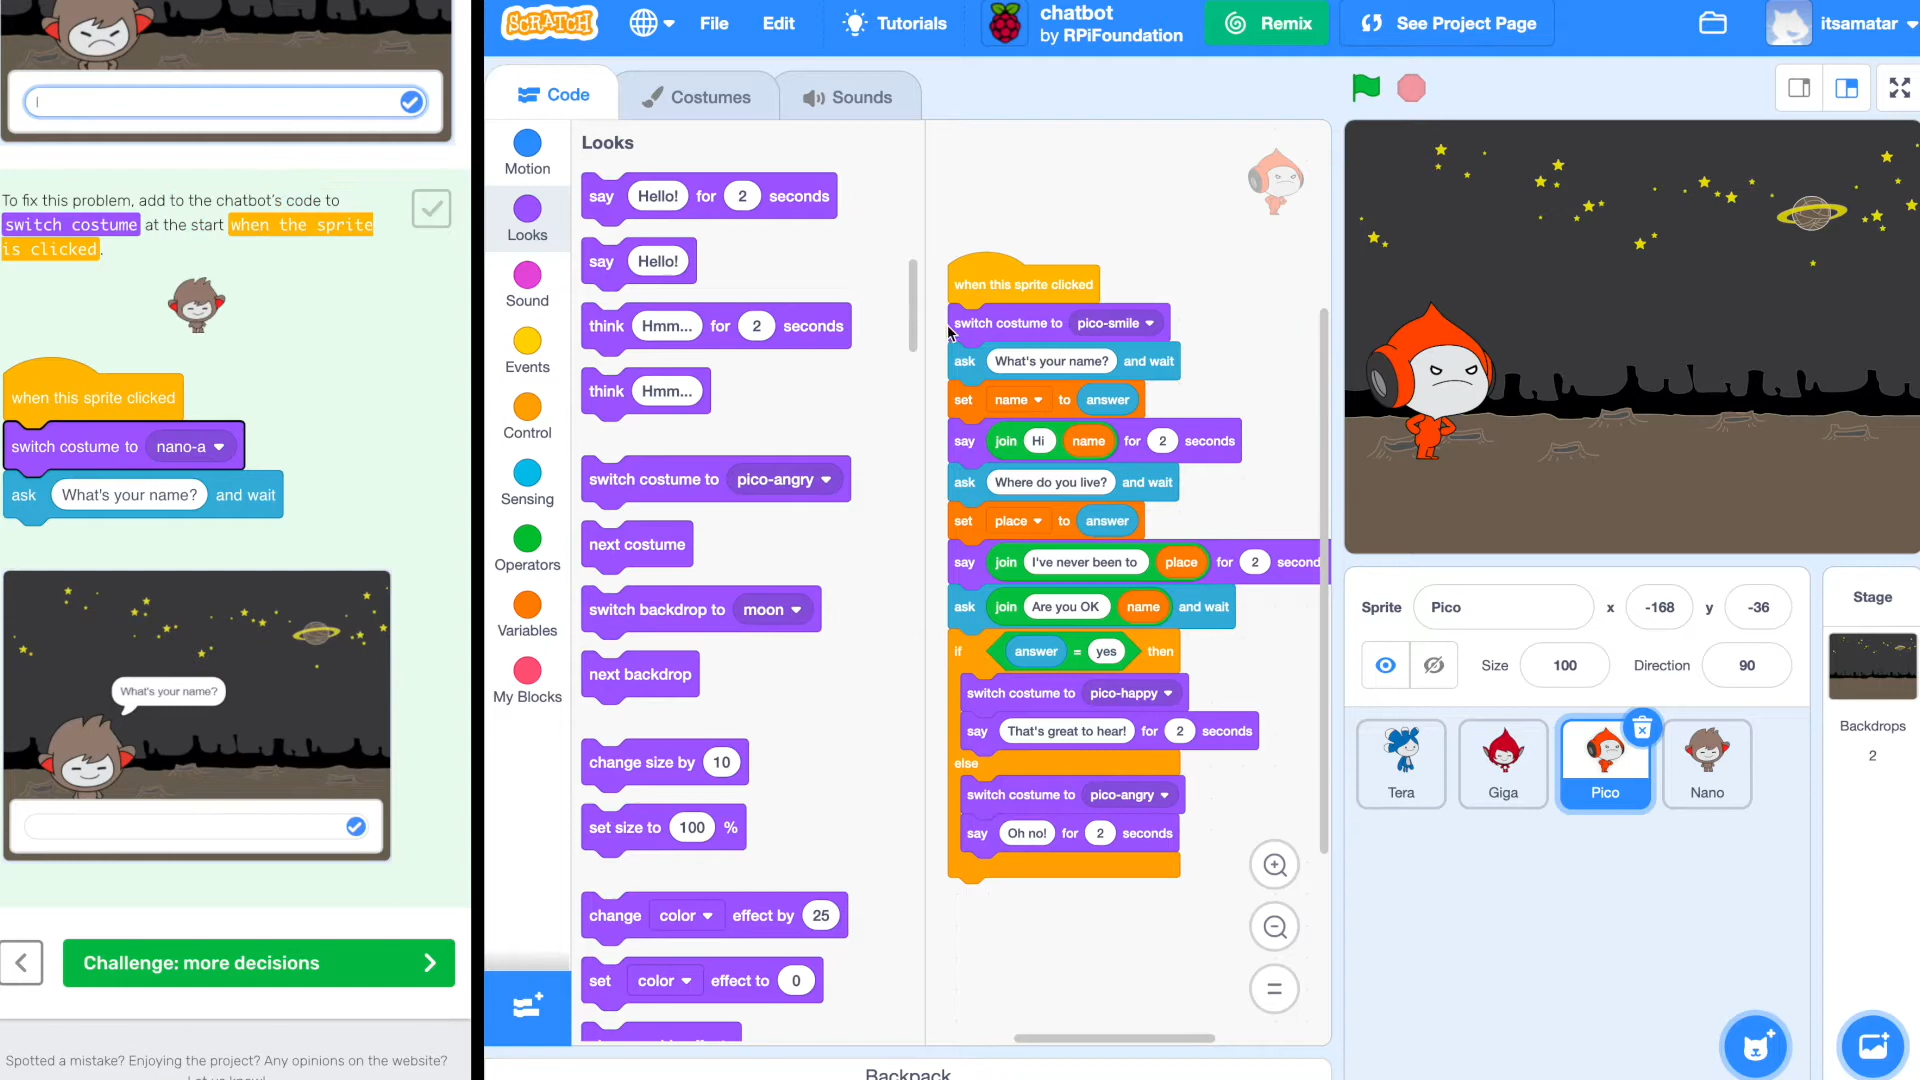 To fix this problem, add to the chatbot's code to
switch costume at the start when the sprite
is clicked.
when this sprite clicked
switch costume to nano-a
ask What's your name? and wait
What's your name?
Challenge: more decisions
Spotted a mistake? Enjoying the project? Any opinions on the website?
Let us know!
SCRATCH
File
Edit
Tutorials
chatbot
by RPiFoundation
Remix
See Project Page
itsamatar
Code
Costumes
Sounds
Motion
Looks
Sound
Events
Control
Sensing
Operators
Variables
My Blocks
Looks
say Hello! for 2 seconds
say Hello!
think Hmm... for 2 seconds
think Hmm...
switch costume to pico-angry
next costume
switch backdrop to moon
next backdrop
change size by 10
set size to 100 %
change color effect by 25
set color effect to 0
when this sprite clicked
switch costume to pico-smile
ask What's your name? and wait
set name to answer
say join Hi name for 2 seconds
ask Where do you live? and wait
set place to answer
say join I've never been to place for 2 second
ask join Are you OK name and wait
if answer = yes then
switch costume to pico-happy
say That's great to hear! for 2 seconds
else
switch costume to pico-angry
say Oh no! for 2 seconds
Backpack
Sprite Pico x -168 y -36
Size 100 Direction 90
Tera
Giga
Pico
Nano
Stage
Backdrops
2